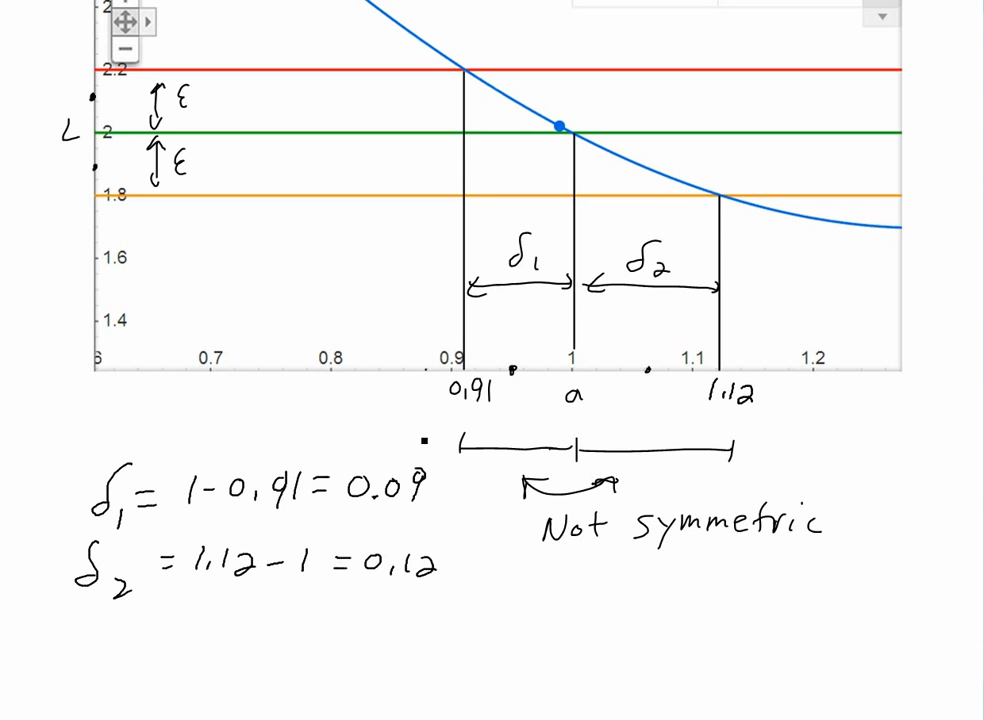 2.2
ε
L 2
ε
1.8
1.6
δ₁ δ₂
1.4
6 0.7 0.8 0.9 1 1.1 1.2
0.91 a 1.12
δ₁ = 1 - 0.91 = 0.09
Not symmetric
δ₂ = 1.12 - 1 = 0.12